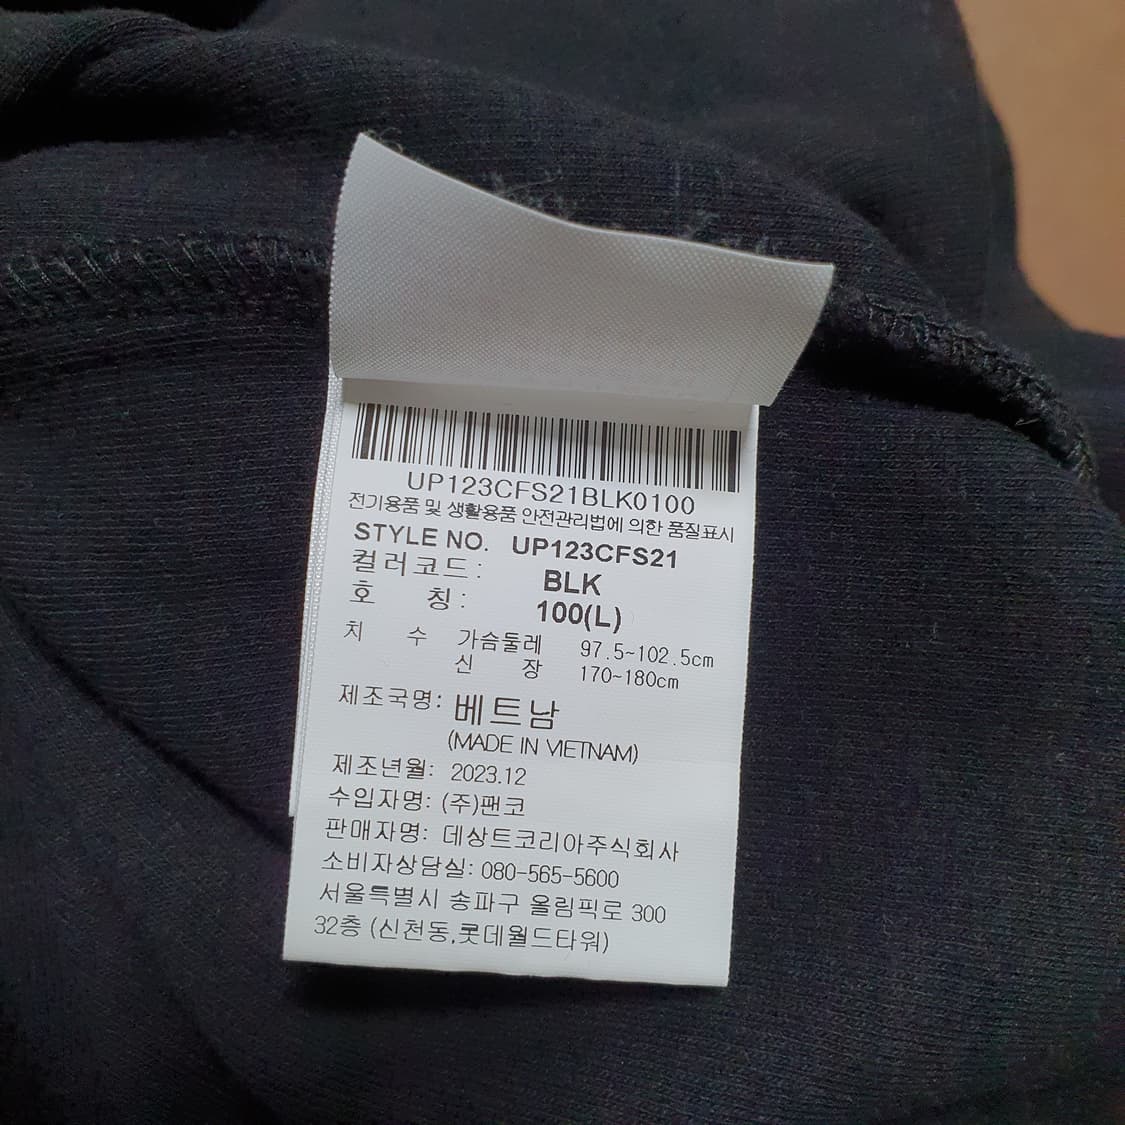 UP123CFS21BLK0100
전기용품 및 생활용품 안전관리법에 의한 품질표시
STYLE NO. UP123CFS21
컬러코드: BLK
호 칭: 100(L)
치 수 가슴둘레 97.5~102.5cm
신 장 170~180cm
제조국명: 베트남
(MADE IN VIETNAM)
제조년월: 2023.12
수입자명: (주)팬코
판매자명: 데상트코리아주식회사
소비자상담실: 080-565-5600
서울특별시 송파구 올림픽로 300
32층 (신천동,롯데월드타워)